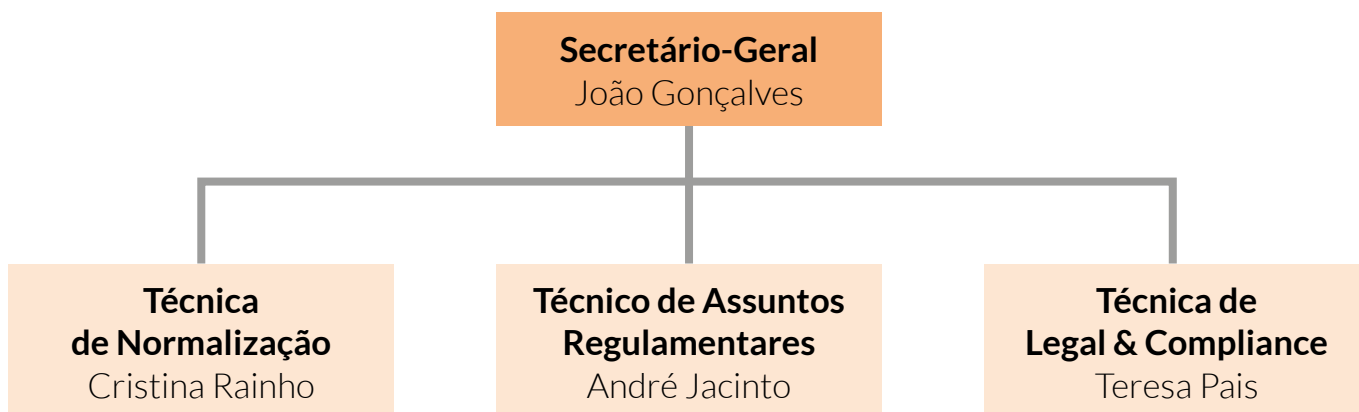 Secretário-Geral
João Gonçalves
Técnica
de Normalização
Cristina Rainho
Técnico de Assuntos
Regulamentares
André Jacinto
Técnica de
Legal & Compliance
Teresa Pais